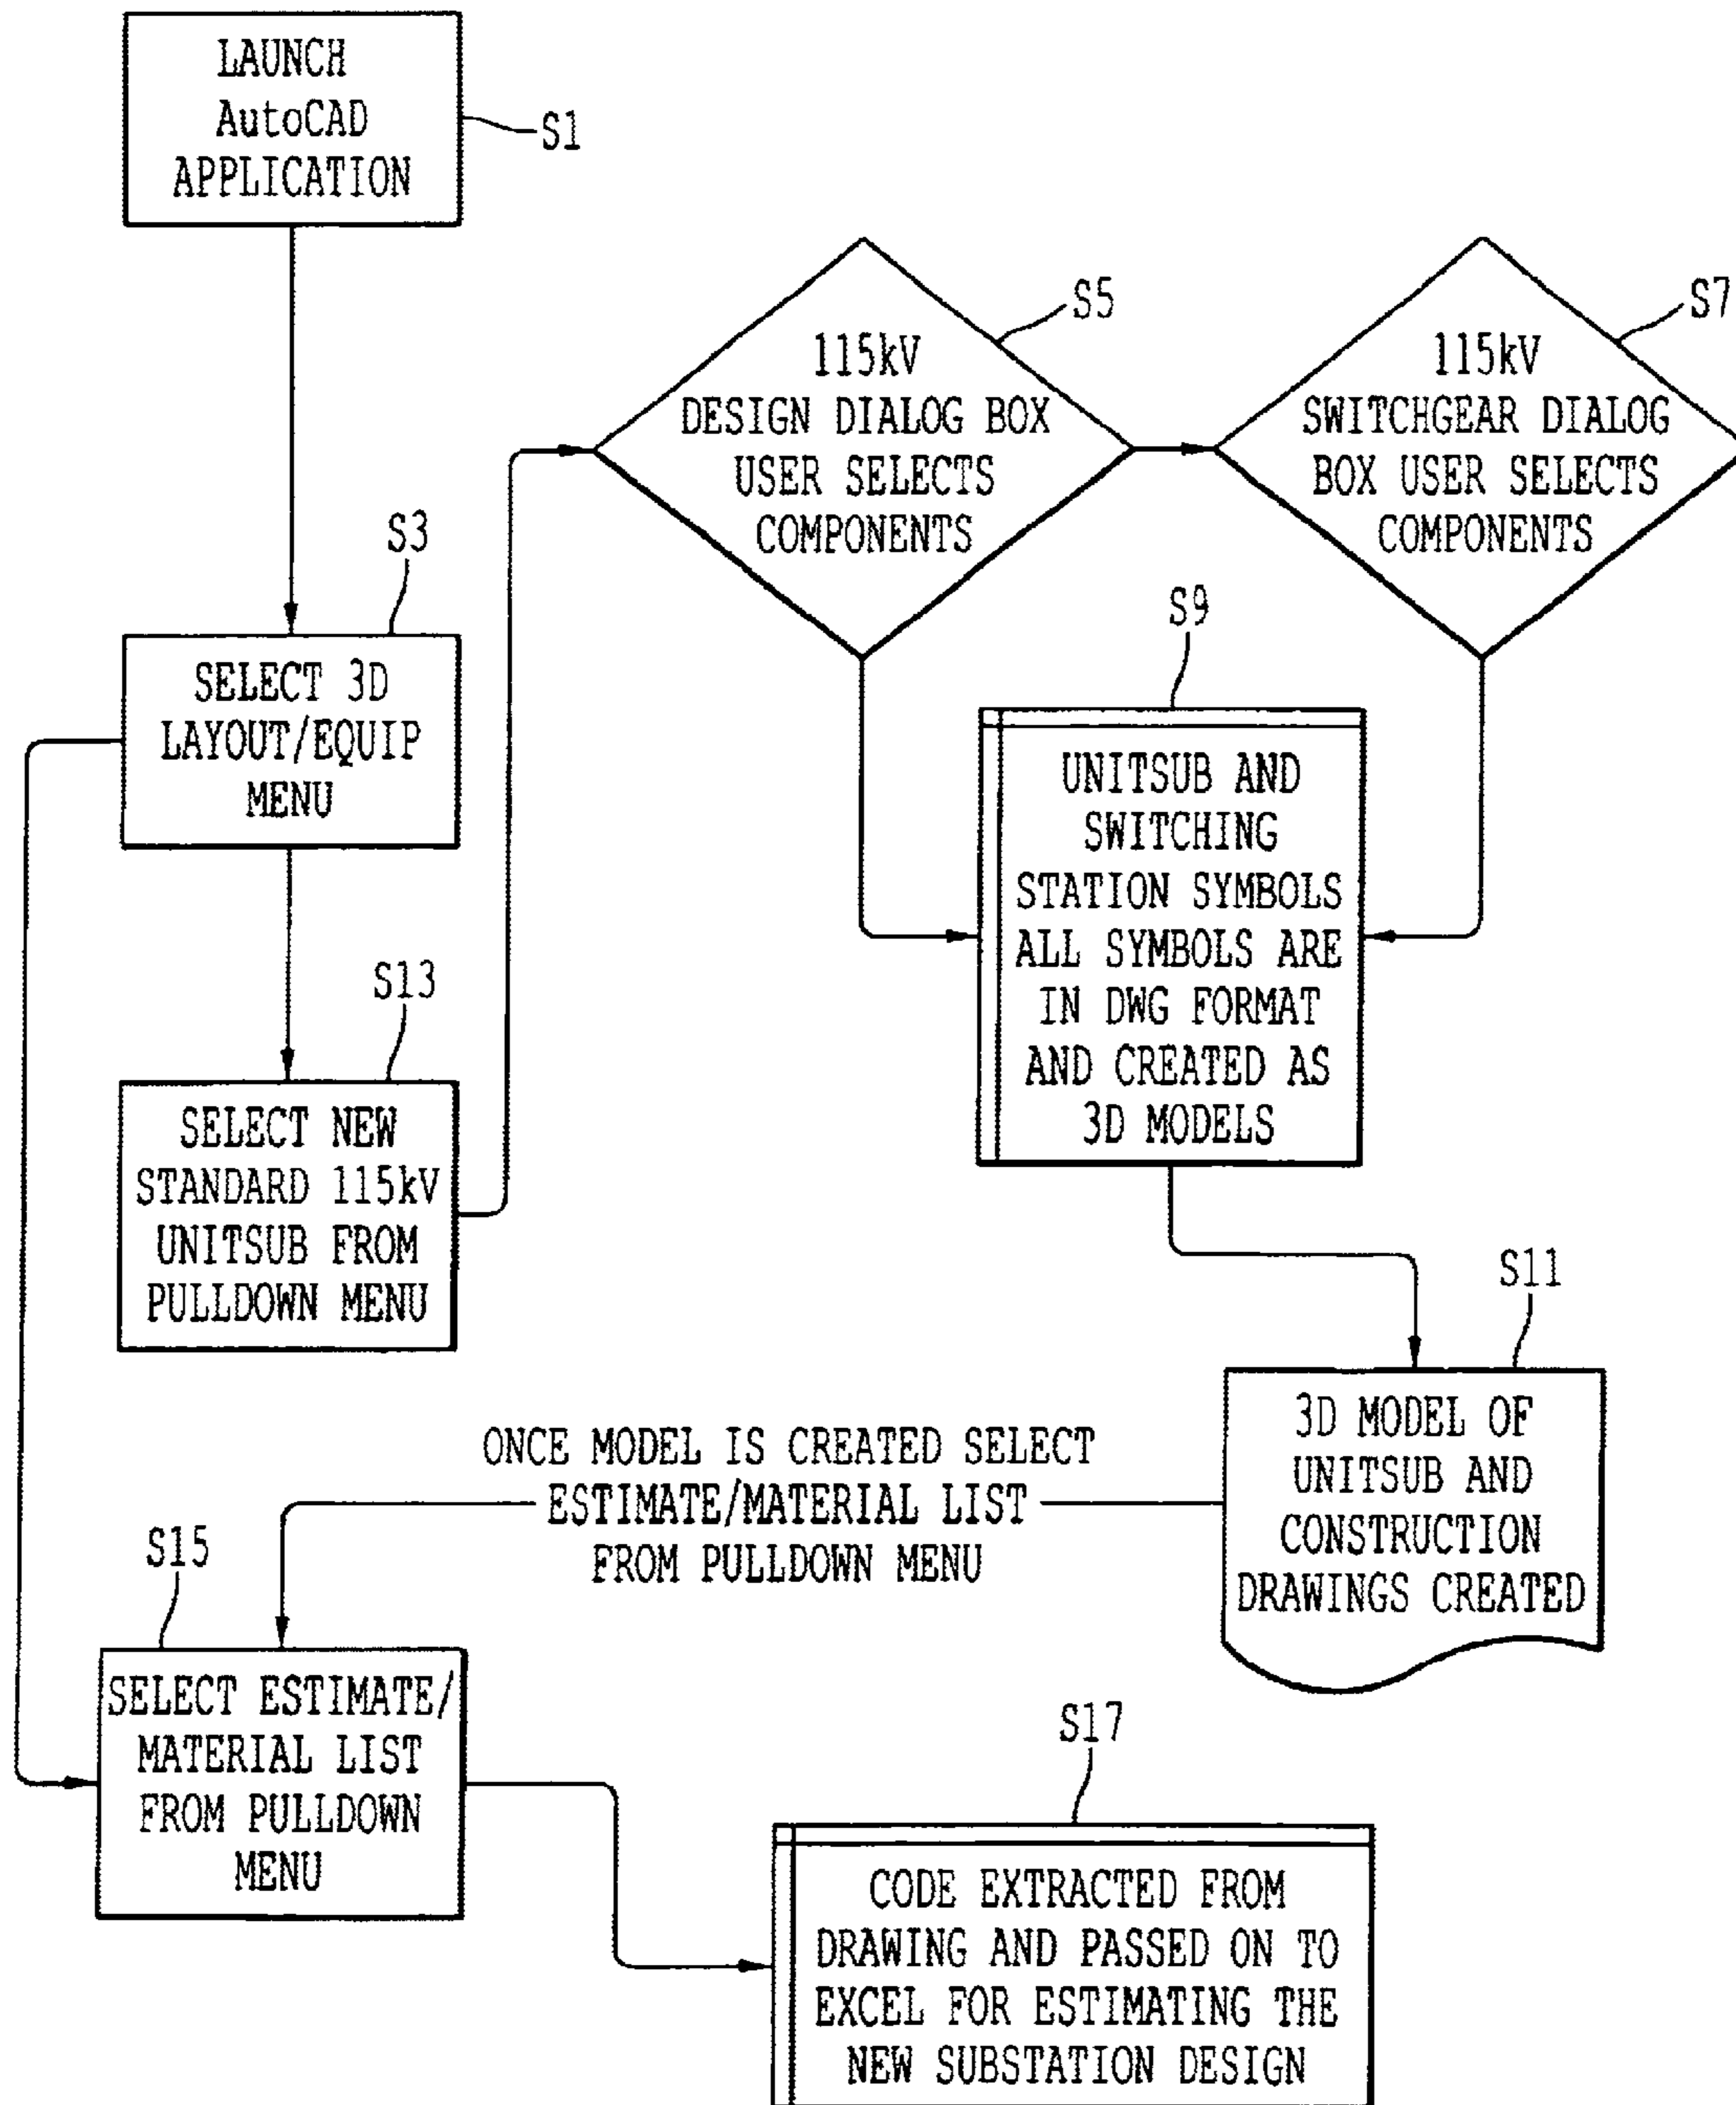 LAUNCH
AutoCAD
APPLICATION
S1
S3
SELECT 3D
LAYOUT/EQUIP
MENU
S13
SELECT NEW
STANDARD 115kV
UNITSUB FROM
PULLDOWN MENU
S5
115kV
DESIGN DIALOG BOX
USER SELECTS
COMPONENTS
S7
115kV
SWITCHGEAR DIALOG
BOX USER SELECTS
COMPONENTS
S9
UNITSUB AND
SWITCHING
STATION SYMBOLS
ALL SYMBOLS ARE
IN DWG FORMAT
AND CREATED AS
3D MODELS
S11
3D MODEL OF
UNITSUB AND
CONSTRUCTION
DRAWINGS CREATED
ONCE MODEL IS CREATED SELECT
ESTIMATE/MATERIAL LIST
FROM PULLDOWN MENU
S15
SELECT ESTIMATE/
MATERIAL LIST
FROM PULLDOWN
MENU
S17
CODE EXTRACTED FROM
DRAWING AND PASSED ON TO
EXCEL FOR ESTIMATING THE
NEW SUBSTATION DESIGN